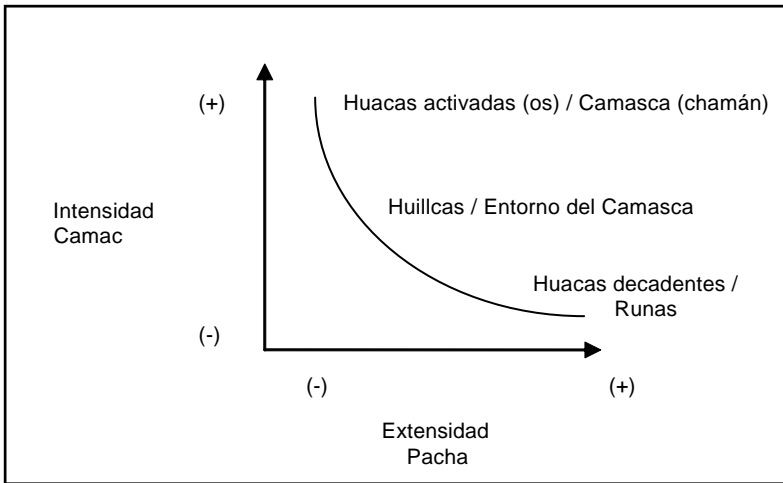 (+)
Huacas activadas (os) / Camasca (chamán)
Intensidad
Camac
Huillcas / Entorno del Camasca
Huacas decadentes /
Runas
(-)
(-)
(+)
Extensidad
Pacha